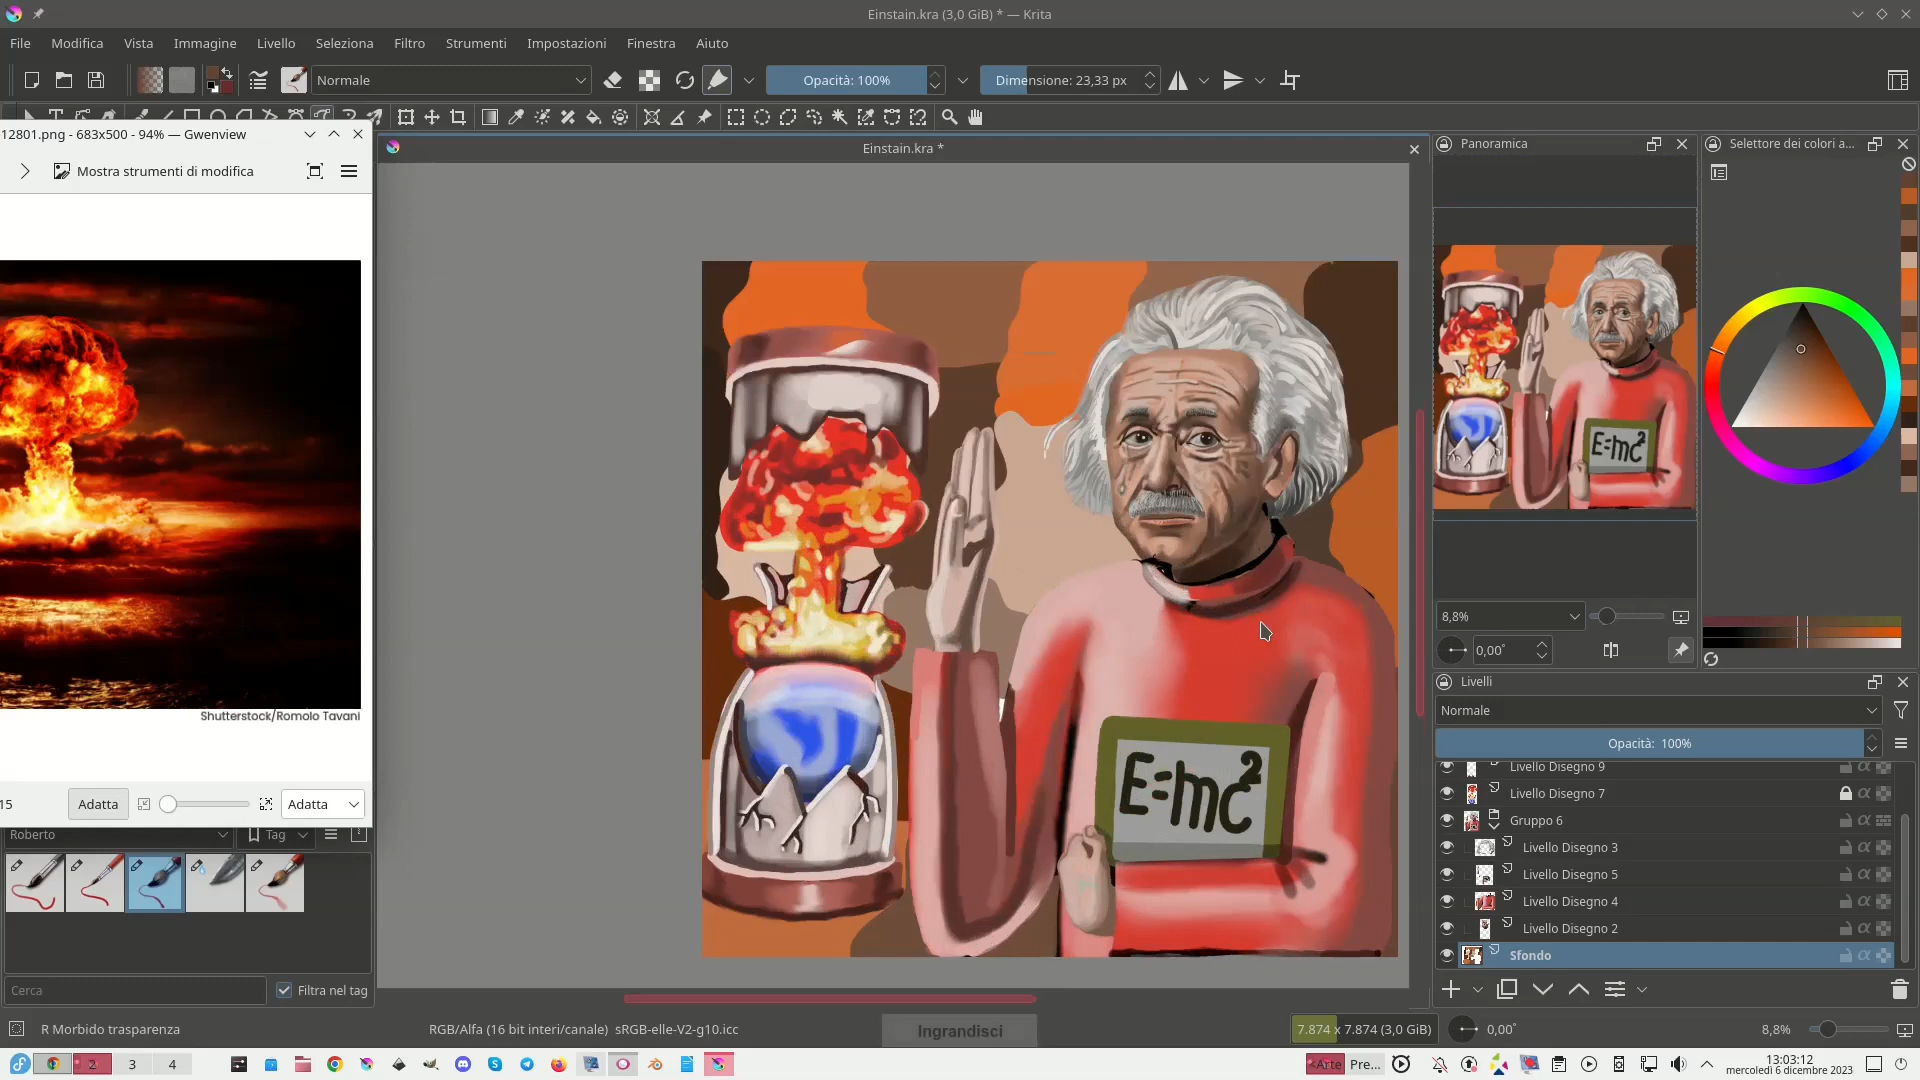 Einstain.kra (3,0 GiB) * — Krita
File Modifica Vista Immagine Livello Seleziona Filtro Strumenti Impostazioni Finestra Aiuto
Normale
Opacità: 100%
Dimensione: 23,33 px
12801.png - 683x500 - 94% — Gwenview
Mostra strumenti di modifica
Einstain.kra *
Panoramica
Selettore dei colori a...
Shutterstock/Romolo Tavani
E=mc²
E=mc²
8,8%
0,00°
Livelli
Normale
Opacità: 100%
Livello Disegno 9
Livello Disegno 7
Gruppo 6
Livello Disegno 3
Livello Disegno 5
Livello Disegno 4
Livello Disegno 2
Sfondo
15
Adatta
Adatta
Roberto
Tag
Cerca
Filtra nel tag
R Morbido trasparenza
RGB/Alfa (16 bit interi/canale) sRGB-elle-V2-g10.icc
Ingrandisci
7.874 x 7.874 (3,0 GiB)
0,00°
8,8%
2 3 4
Arte Pre...
13:03:12
mercoledì 6 dicembre 2023